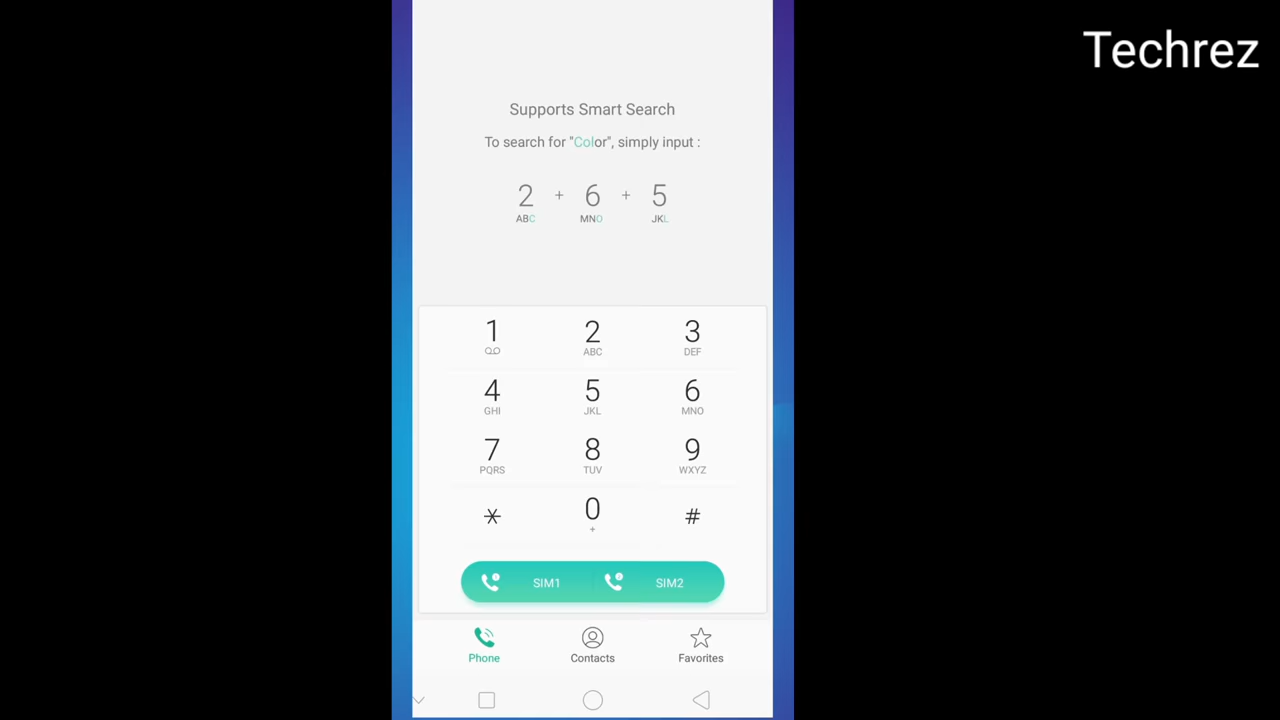 Techrez
Supports Smart Search
To search for "Color", simply input :
2 + 6 + 5
ABC MNO JKL
1 2 3
ABC DEF
4 5 6
GHI JKL MNO
7 8 9
PQRS TUV WXYZ
* 0 #
+
SIM1 SIM2
Phone Contacts Favorites